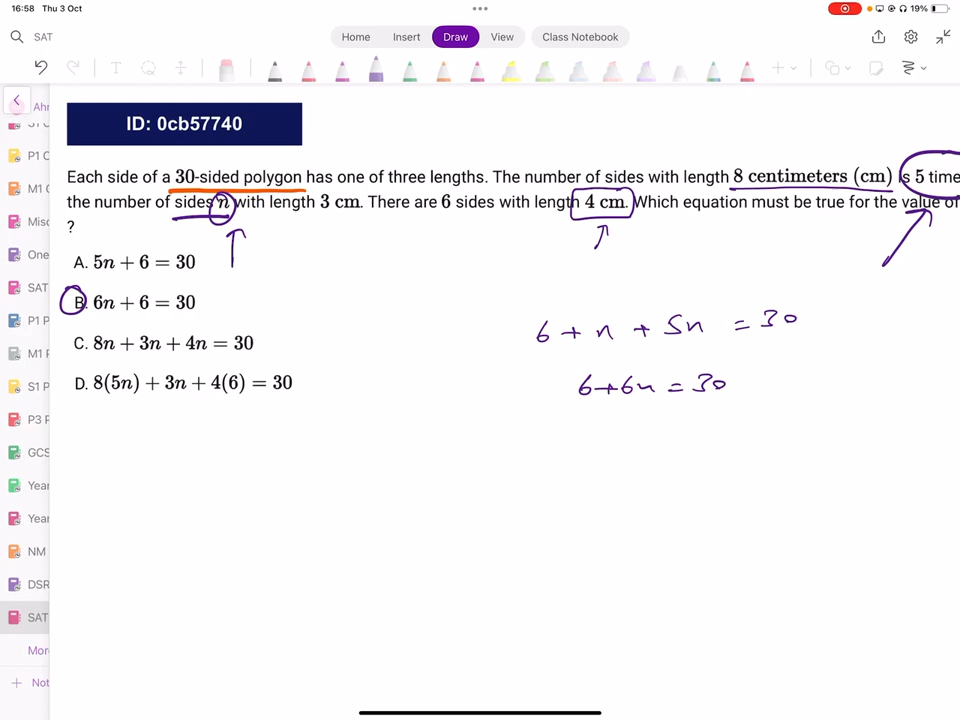 16:58 Thu 3 Oct
19%
SAT
Home Insert Draw View Class Notebook
ID: 0cb57740
Each side of a 30-sided polygon has one of three lengths. The number of sides with length 8 centimeters (cm) is 5 time
the number of sides n with length 3 cm. There are 6 sides with length 4 cm. Which equation must be true for the value of
?
A. 5n + 6 = 30
B. 6n + 6 = 30
C. 8n + 3n + 4n = 30
D. 8(5n) + 3n + 4(6) = 30
6 + n + 5n = 30
6+6n = 30
Ahr
S1 C
P1 C
M1 C
Misc
One
SAT
P1 P
M1 P
S1 P
P3 P
GCS
Year
Year
NM
DSR
SAT
Mor
+ Not